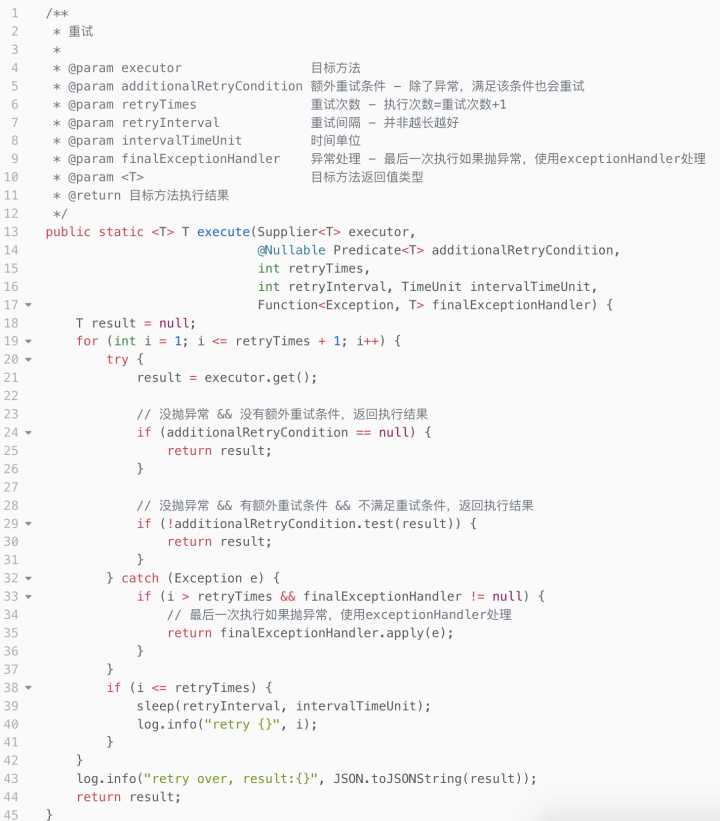 1 /**
2  * 重试
3  *
4  * @param executor                 目标方法
5  * @param additionalRetryCondition 额外重试条件 – 除了异常，满足该条件也会重试
6  * @param retryTimes               重试次数 – 执行次数=重试次数+1
7  * @param retryInterval            重试间隔 – 并非越长越好
8  * @param intervalTimeUnit         时间单位
9  * @param finalExceptionHandler    异常处理 – 最后一次执行如果抛异常，使用exceptionHandler处理
10  * @param <T>                      目标方法返回值类型
11  * @return 目标方法执行结果
12  */
13 public static <T> T execute(Supplier<T> executor,
14                             @Nullable Predicate<T> additionalRetryCondition,
15                             int retryTimes,
16                             int retryInterval, TimeUnit intervalTimeUnit,
17                             Function<Exception, T> finalExceptionHandler) {
18     T result = null;
19     for (int i = 1; i <= retryTimes + 1; i++) {
20         try {
21             result = executor.get();
22
23             // 没抛异常 && 没有额外重试条件，返回执行结果
24             if (additionalRetryCondition == null) {
25                 return result;
26             }
27
28             // 没抛异常 && 有额外重试条件 && 不满足重试条件，返回执行结果
29             if (!additionalRetryCondition.test(result)) {
30                 return result;
31             }
32         } catch (Exception e) {
33             if (i > retryTimes && finalExceptionHandler != null) {
34                 // 最后一次执行如果抛异常，使用exceptionHandler处理
35                 return finalExceptionHandler.apply(e);
36             }
37         }
38         if (i <= retryTimes) {
39             sleep(retryInterval, intervalTimeUnit);
40             log.info("retry {}", i);
41         }
42     }
43     log.info("retry over, result:{}", JSON.toJSONString(result));
44     return result;
45 }